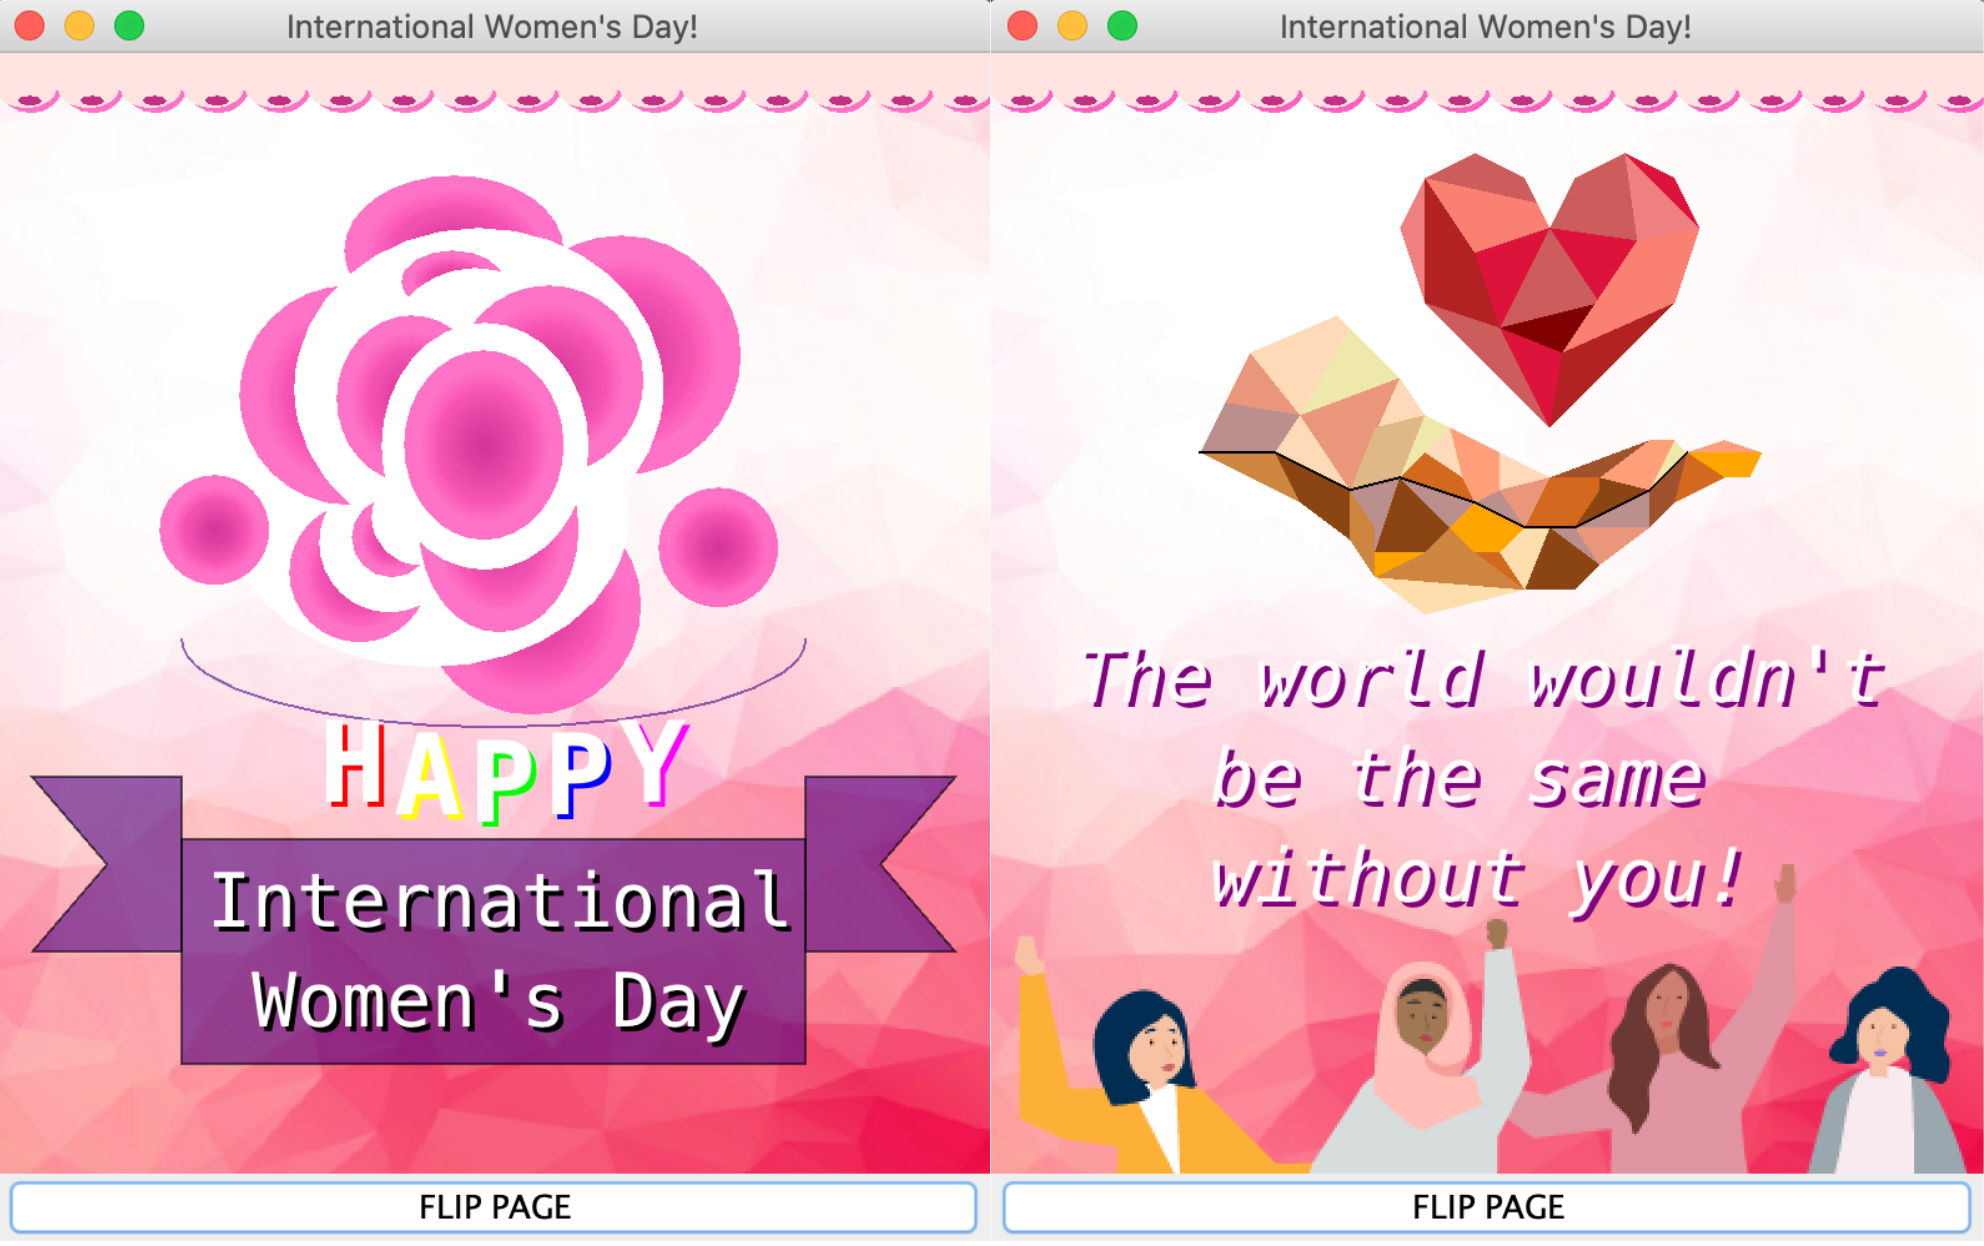 International Women's Day!
HAPPY
International
Women's Day
FLIP PAGE
International Women's Day!
The world wouldn't
be the same
without you!
FLIP PAGE